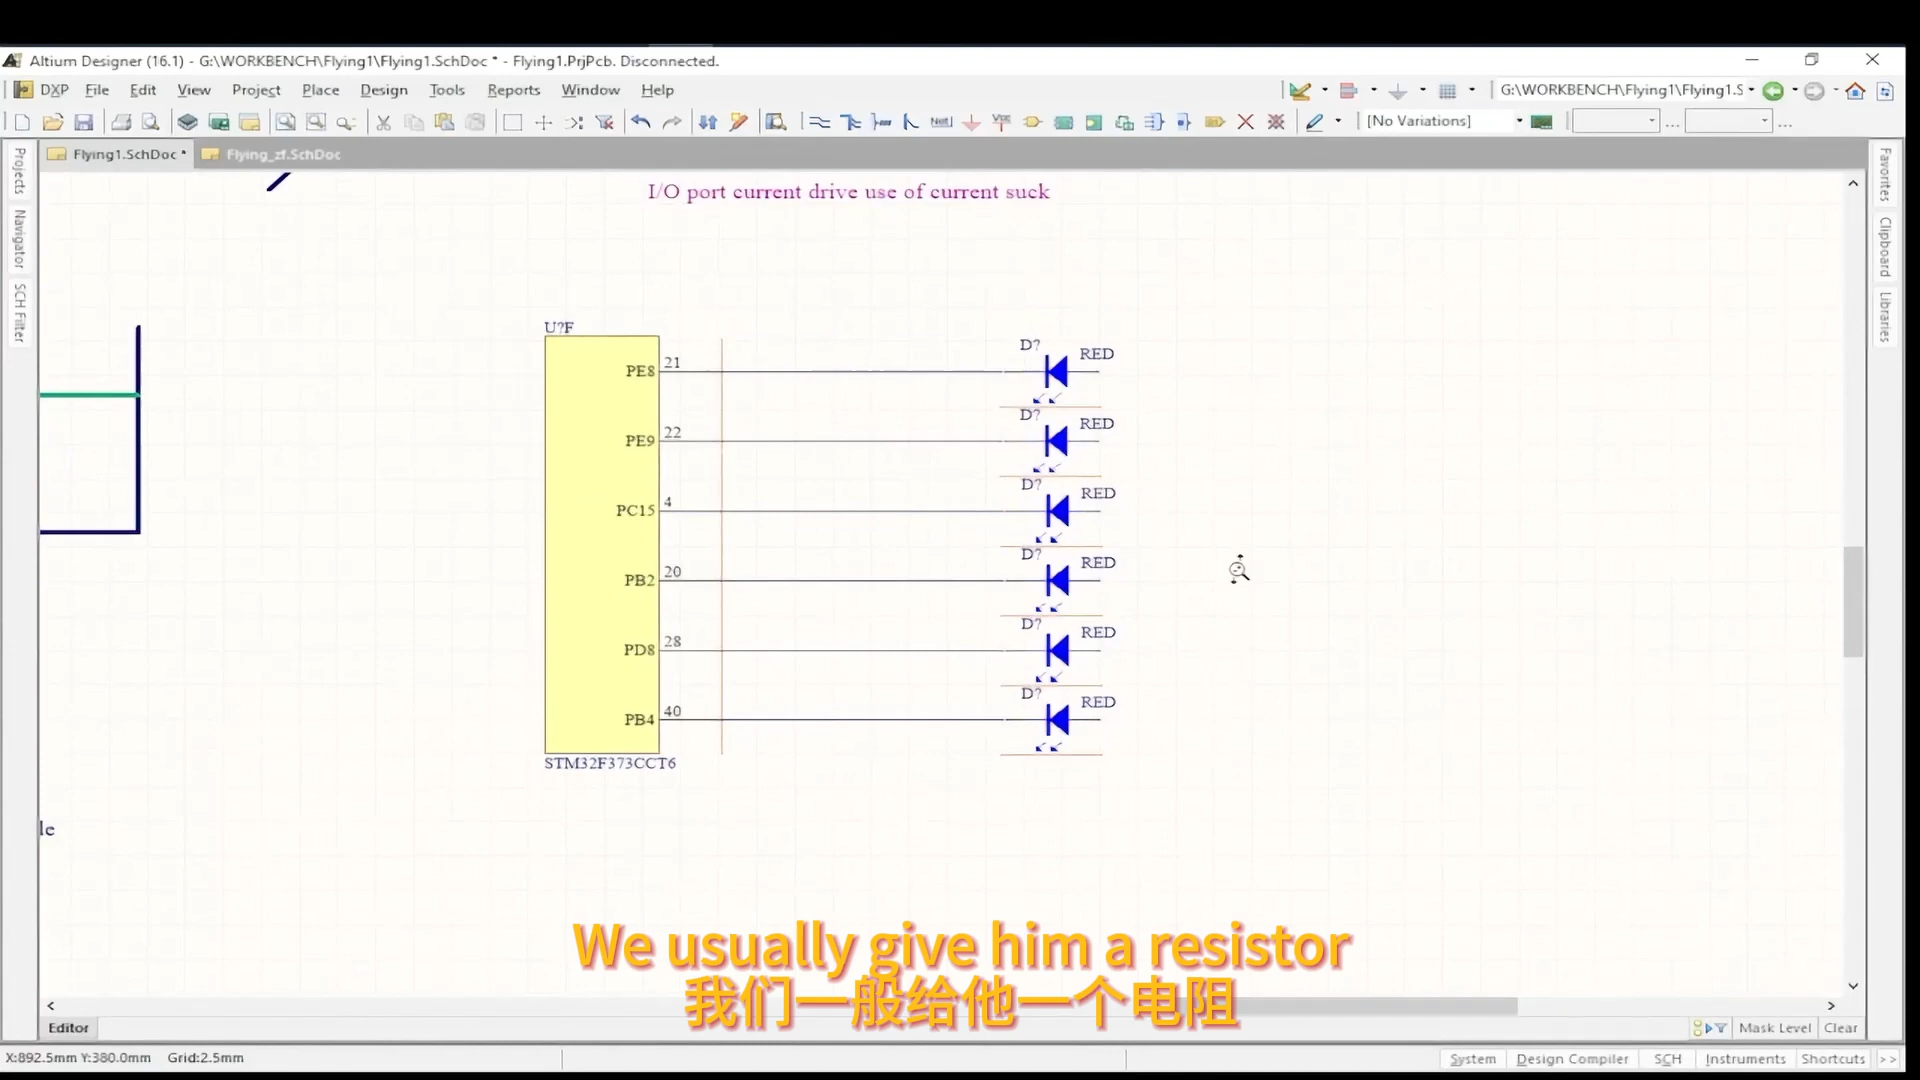 Altium Designer (16.1) - G:\WORKBENCH\Flying1\Flying1.SchDoc * - Flying1.PrjPcb. Disconnected.
DXP File Edit View Project Place Design Tools Reports Window Help
G:\WORKBENCH\Flying1\Flying1.S
[No Variations]
...
...
Flying1.SchDoc *
Flying_zf.SchDoc
Projects
Navigator
SCH Filter
Favorites
Clipboard
Libraries
I/O port current drive use of current suck
U?F
PE8 21
PE9 22
PC15 4
PB2 20
PD8 28
PB4 40
STM32F373CCT6
D? RED
D? RED
D? RED
D? RED
D? RED
D? RED
le
We usually give him a resistor
我们一般给他一个电阻
Editor
Mask Level Clear
X:892.5mm Y:380.0mm Grid:2.5mm
System Design Compiler SCH Instruments Shortcuts >>